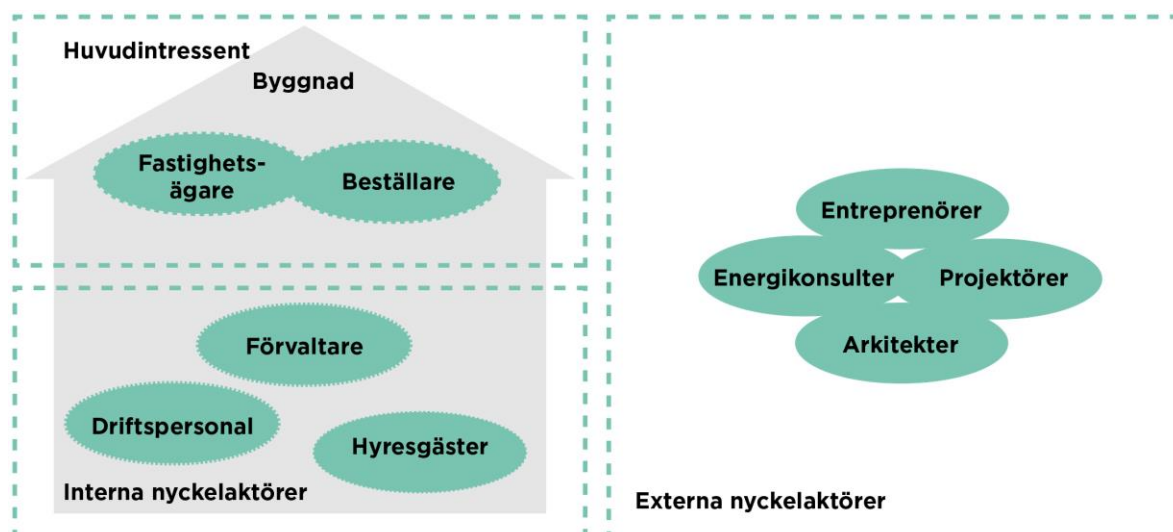 Huvudintressent
Byggnad
Fastighets-
ägare
Beställare
Förvaltare
Driftspersonal
Hyresgäster
Interna nyckelaktörer
Entreprenörer
Energikonsulter
Projektörer
Arkitekter
Externa nyckelaktörer